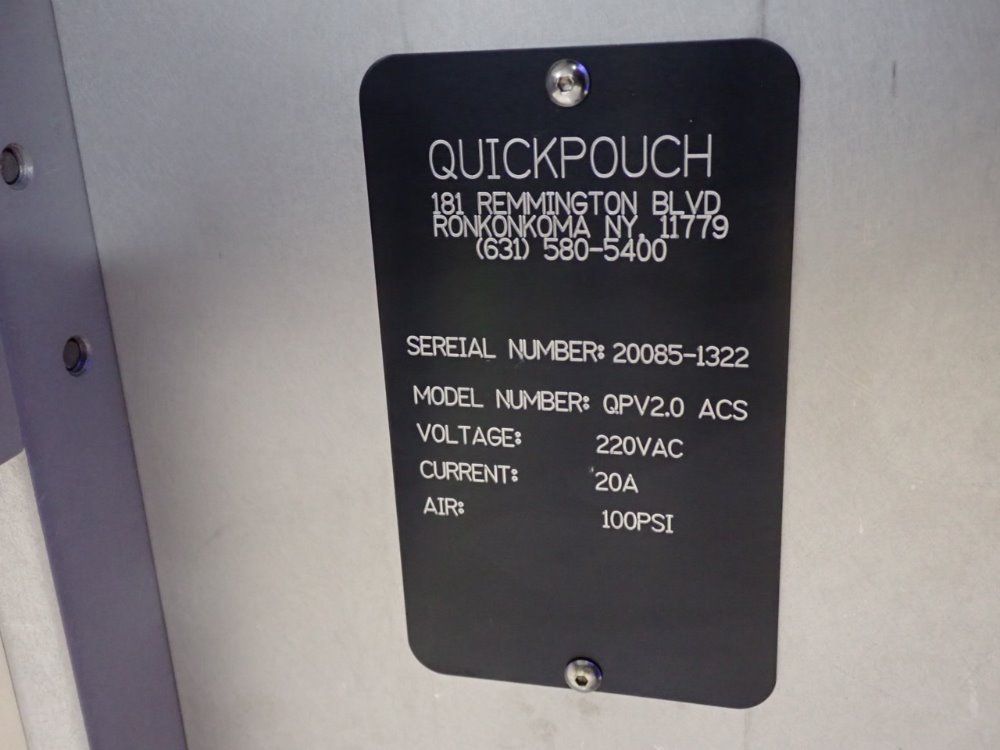 QUICKPOUCH
181 REMMINGTON BLVD
RONKONKOMA NY, 11779
(631) 580-5400
SEREIAL NUMBER: 20085-1322
MODEL NUMBER: QPV2.0 ACS
VOLTAGE: 220VAC
CURRENT: 20A
AIR: 100PSI